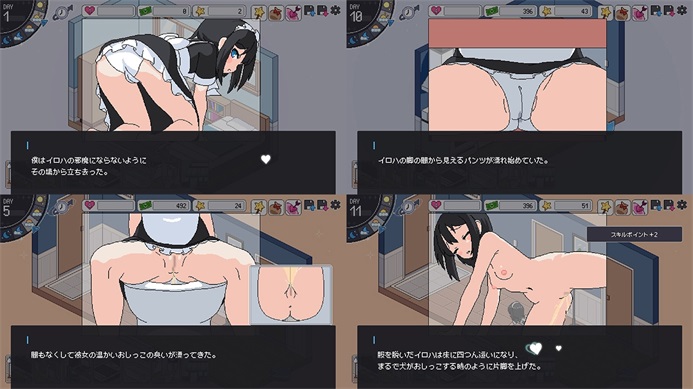 DAY
1
0
2
僕はイロハの邪魔にならないように
その場から立ち去った。
DAY
10
396
43
イロハの脚の間から見えるパンツが濡れ始めていた。
DAY
5
492
24
間もなくして彼女の温かいおしっこの臭いが漂ってきた。
DAY
11
396
51
スキルポイント+2
服を脱いだイロハは床に四つん這いになり、
まるで犬がおしっこする時のように片脚を上げた。